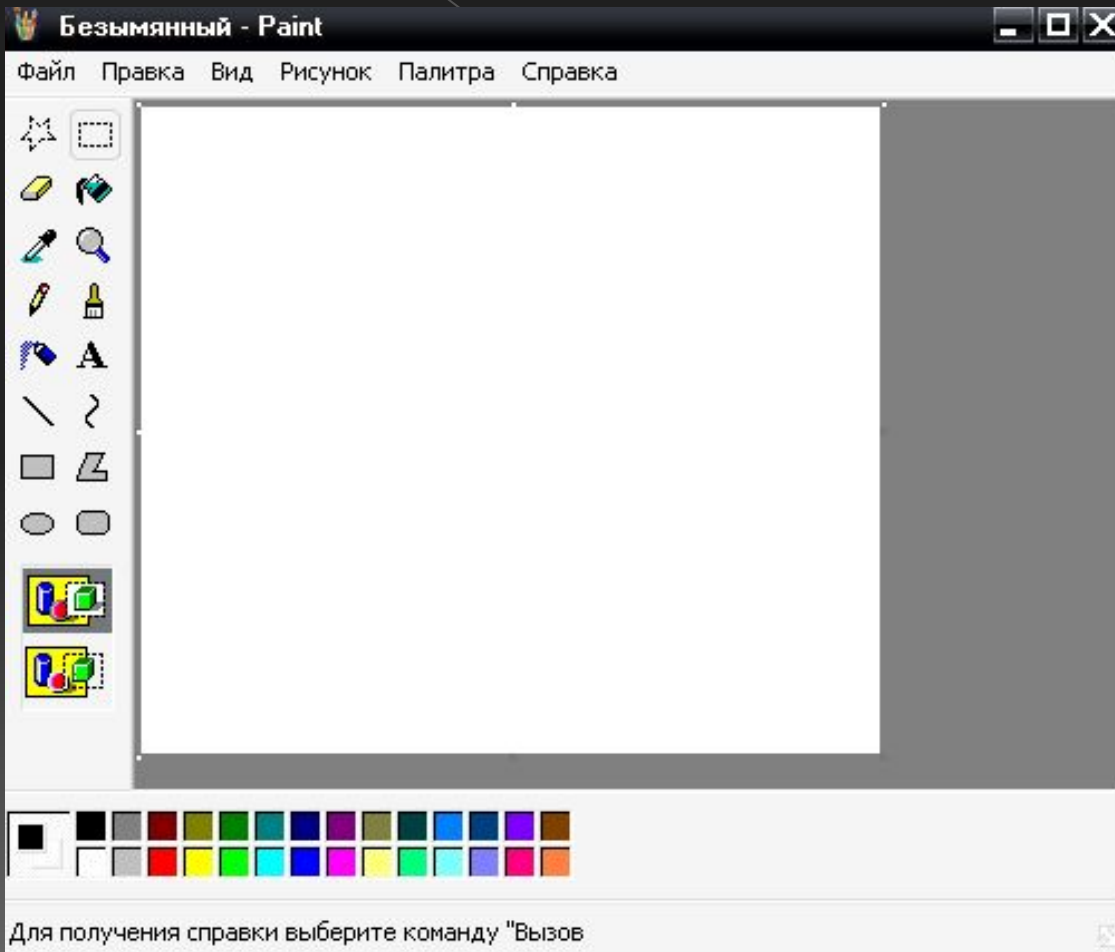 Безымянный - Paint
Файл Правка Вид Рисунок Палитра Справка
A
Для получения справки выберите команду "Вызов